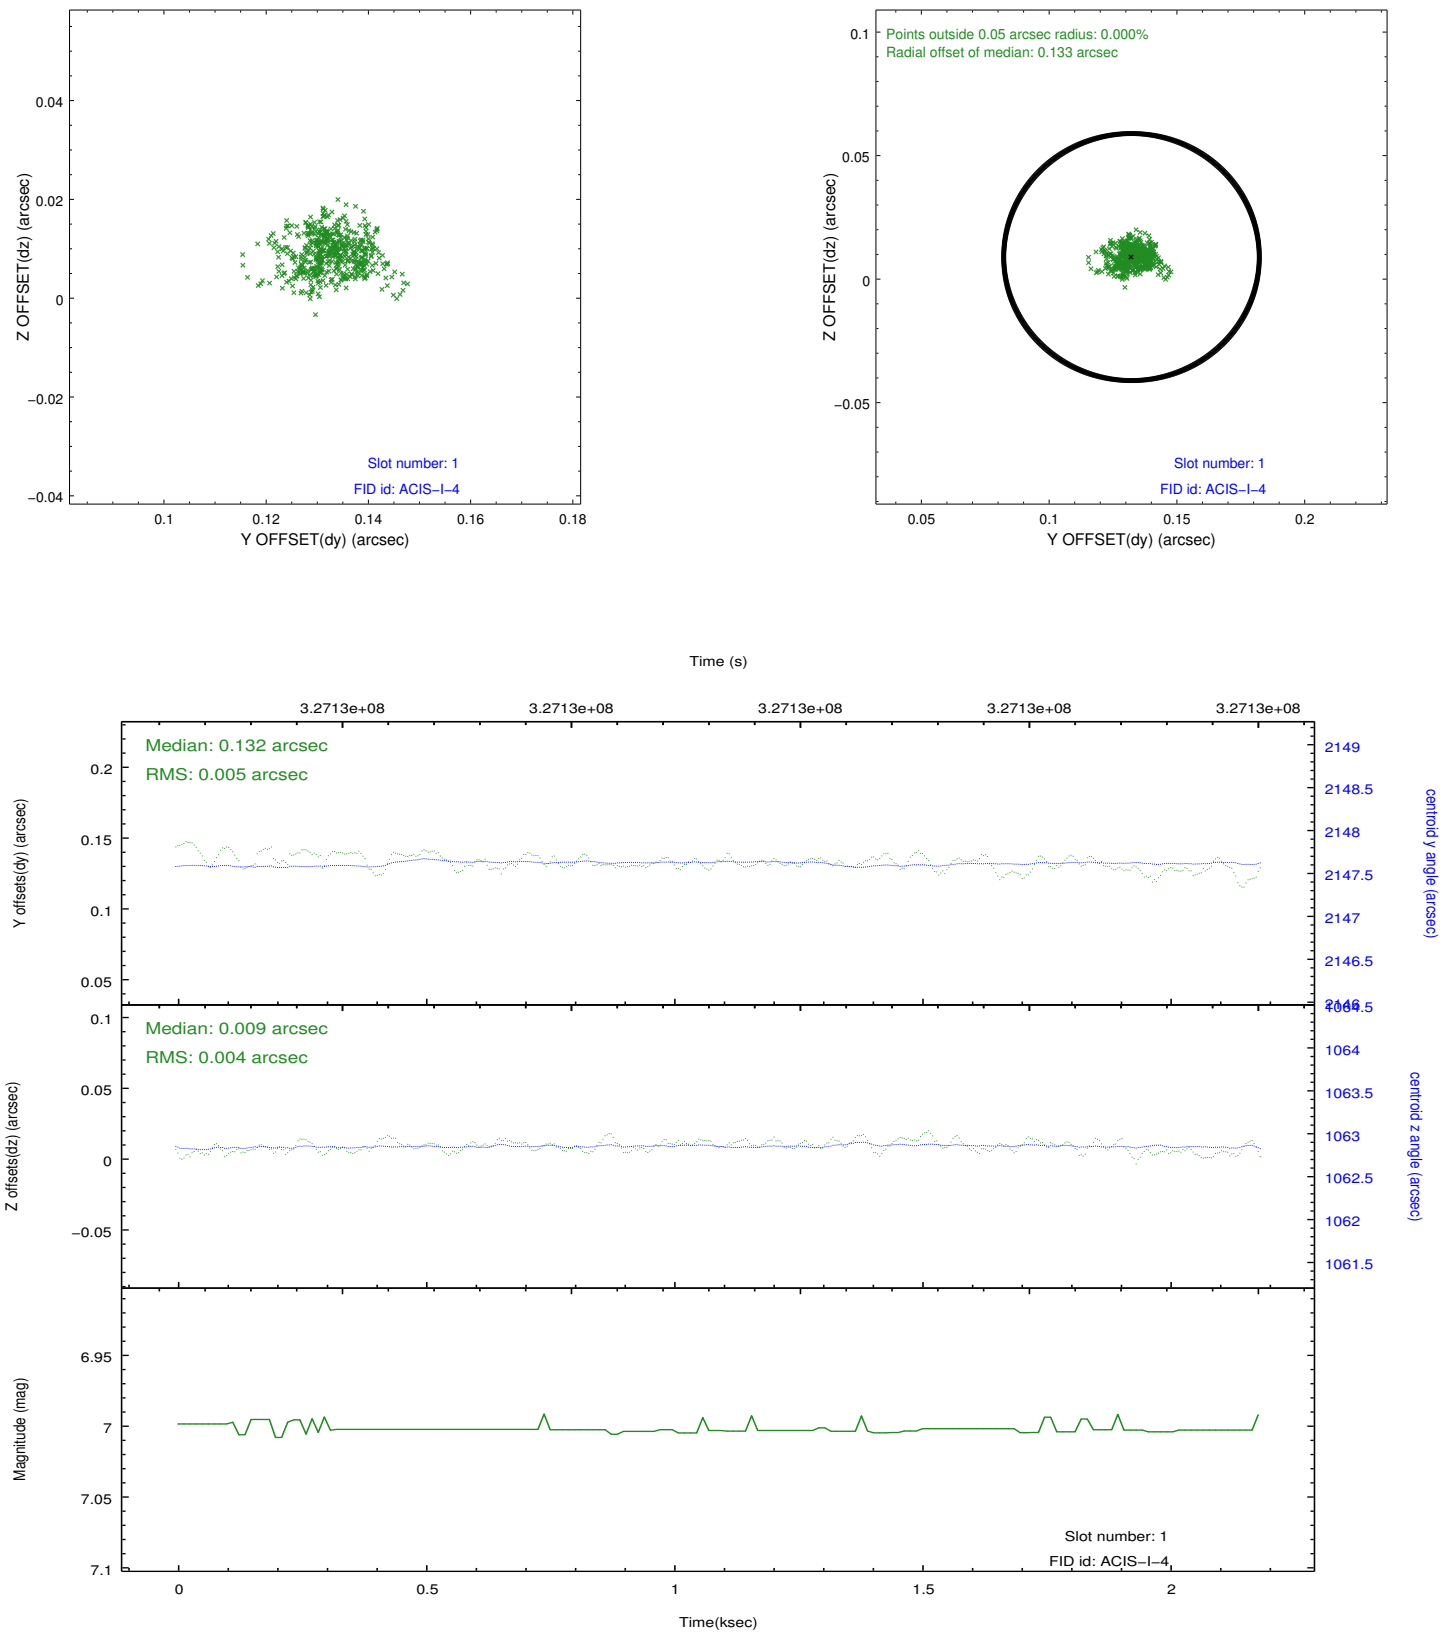 0.04
0.02
0
−0.02
−0.04
Z OFFSET(dz) (arcsec)
Slot number: 1
FID id: ACIS−I−4
0.1 0.12 0.14 0.16 0.18
Y OFFSET(dy) (arcsec)
Points outside 0.05 arcsec radius: 0.000%
Radial offset of median: 0.133 arcsec
0.1
0.05
0
−0.05
Z OFFSET(dz) (arcsec)
Slot number: 1
FID id: ACIS−I−4
0.05 0.1 0.15 0.2
Y OFFSET(dy) (arcsec)
Time (s)
3.2713e+08 3.2713e+08 3.2713e+08 3.2713e+08 3.2713e+08
Median: 0.132 arcsec
RMS: 0.005 arcsec
0.2
0.15
0.1
0.05
Y offsets(dy) (arcsec)
2149
2148.5
2148
2147.5
2147
2146.5
2146
centroid y angle (arcsec)
Median: 0.009 arcsec
RMS: 0.004 arcsec
0.1
0.05
0
−0.05
Z offsets(dz) (arcsec)
1064.5
1064
1063.5
1063
1062.5
1062
1061.5
centroid z angle (arcsec)
6.95
7
7.05
7.1
Magnitude (mag)
Slot number: 1
FID id: ACIS−I−4
0 0.5 1 1.5 2
Time(ksec)